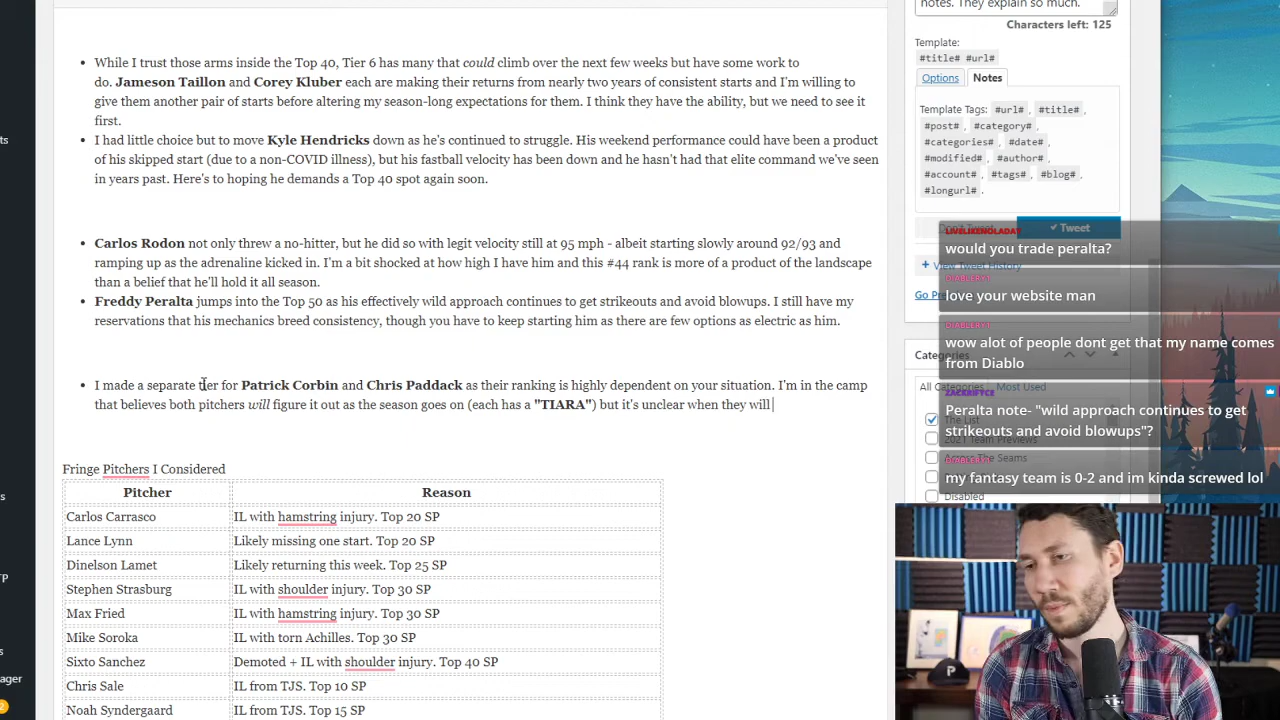 notes. They explain so much.
Characters left: 125
Template:
#title# #url#
Options Notes
Template Tags: #url# , #title# ,
#post# , #category# ,
#categories# , #date# ,
#modified# , #author# ,
#account# , #tags# , #blog# ,
#longurl# .
Tweet
+ View Tweet History
Categories
All Categories Most Used
The List
2021 Team Previews
Across The Seams
Disabled
While I trust those arms inside the Top 40, Tier 6 has many that could climb over the next few weeks but have some work to
do. Jameson Taillon and Corey Kluber are making their returns from nearly two years of consistent starts and I'm willing to
give them another pair of starts before altering my season-long expectations for them. I think they have the ability, but we need to see it
first.
I had little choice but to move Kyle Hendricks down as he's continued to struggle. His weekend performance could have been a product
of his skipped start (due to a non-COVID illness), but his fastball velocity has been down and he hasn't had that elite command we've seen
in years past. Here's to hoping he demands a Top 40 spot again soon.
Carlos Rodon not only threw a no-hitter, but he did so with legit velocity still at 95 mph - albeit starting slowly around 92/93 and
ramping up as the adrenaline kicked in. I'm a bit shocked at how high I have him and this #44 rank is more of a product of the landscape
than a belief that he'll hold it all season.
Freddy Peralta jumps into the Top 50 as his effectively wild approach continues to get strikeouts and avoid blowups. I still have my
reservations that his mechanics breed consistency, though you have to keep starting him as there are few options as electric as him.
I made a separate tier for Patrick Corbin and Chris Paddack as their ranking is highly dependent on your situation. I'm in the camp
that believes both pitchers will figure it out as the season goes on (each has a "TIARA") but it's unclear when they will
Fringe Pitchers I Considered
Pitcher Reason
Carlos Carrasco IL with hamstring injury. Top 20 SP
Lance Lynn Likely missing one start. Top 20 SP
Dinelson Lamet Likely returning this week. Top 25 SP
Stephen Strasburg IL with shoulder injury. Top 30 SP
Max Fried IL with hamstring injury. Top 30 SP
Mike Soroka IL with torn Achilles. Top 30 SP
Sixto Sanchez Demoted + IL with shoulder injury. Top 40 SP
Chris Sale IL from TJS. Top 10 SP
Noah Syndergaard IL from TJS. Top 15 SP
would you trade peralta?
DIABLERY1
love your website man
DIABLERY1
wow alot of people dont get that my name comes
from Diablo
Peralta note- "wild approach continues to get
strikeouts and avoid blowups"?
DIABLERY1
my fantasy team is 0-2 and im kinda screwed lol
ts
s
TP
s
nager
2
P